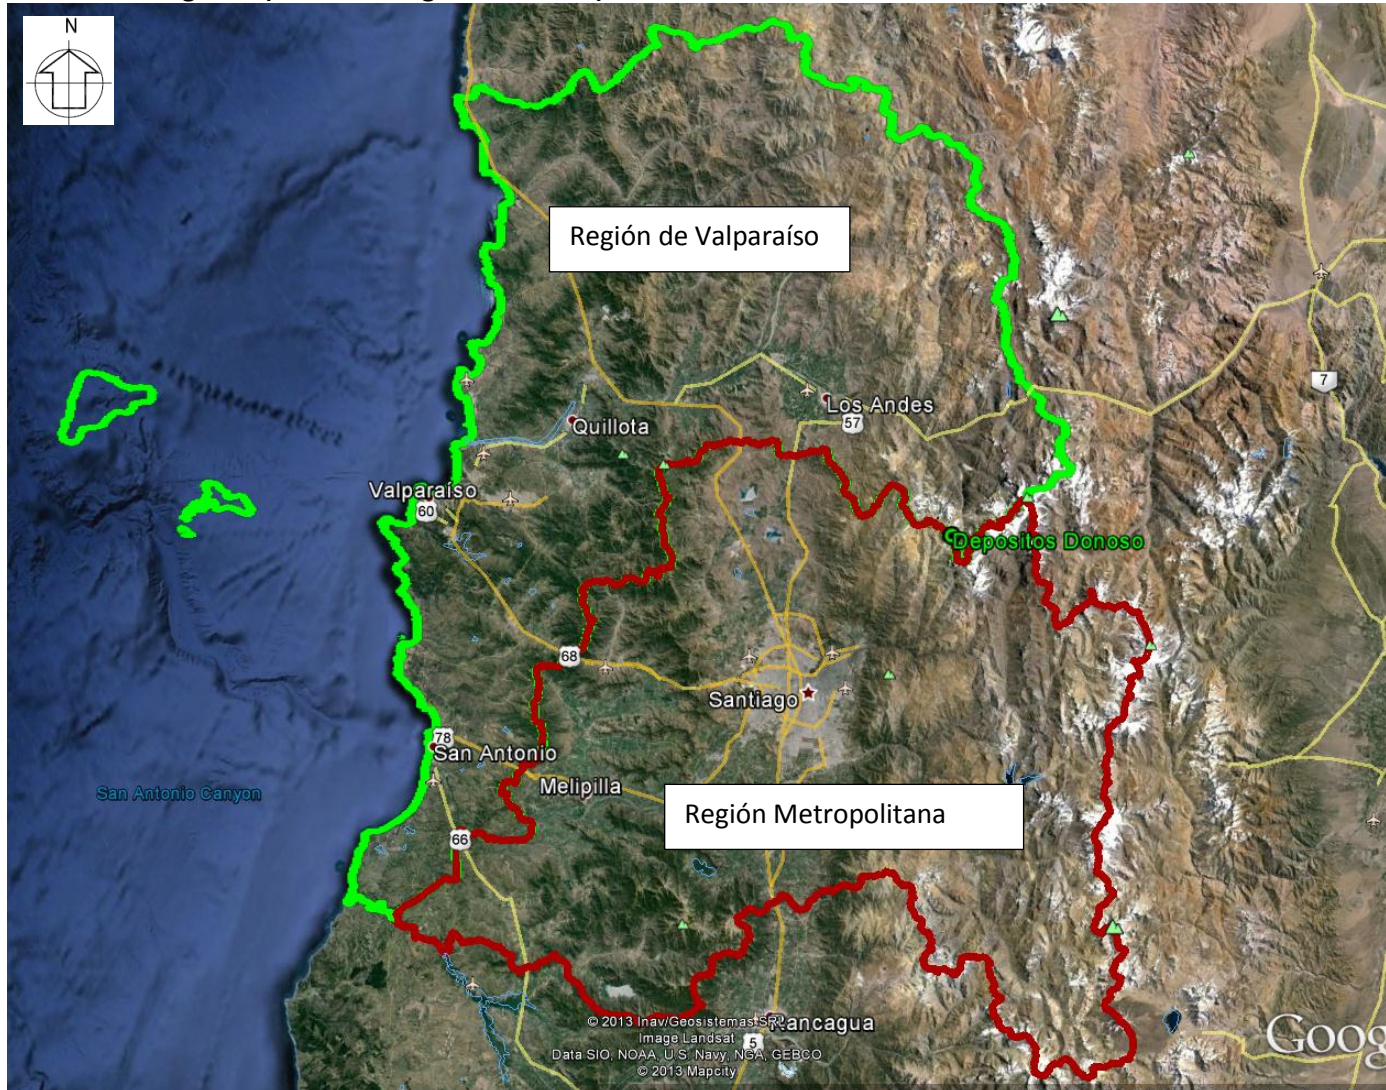 N
Región de Valparaíso
7
Los Andes
57
Quillota
Valparaíso
60
Depositos Donoso
68
Santiago
78
San Antonio
San Antonio Canyon
Melipilla
Región Metropolitana
66
© 2013 Inav/Geosistemas SRL
Rancagua
Image Landsat
5
Data SIO, NOAA, U.S. Navy, NGA, GEBCO
© 2013 Mapcity
Goog